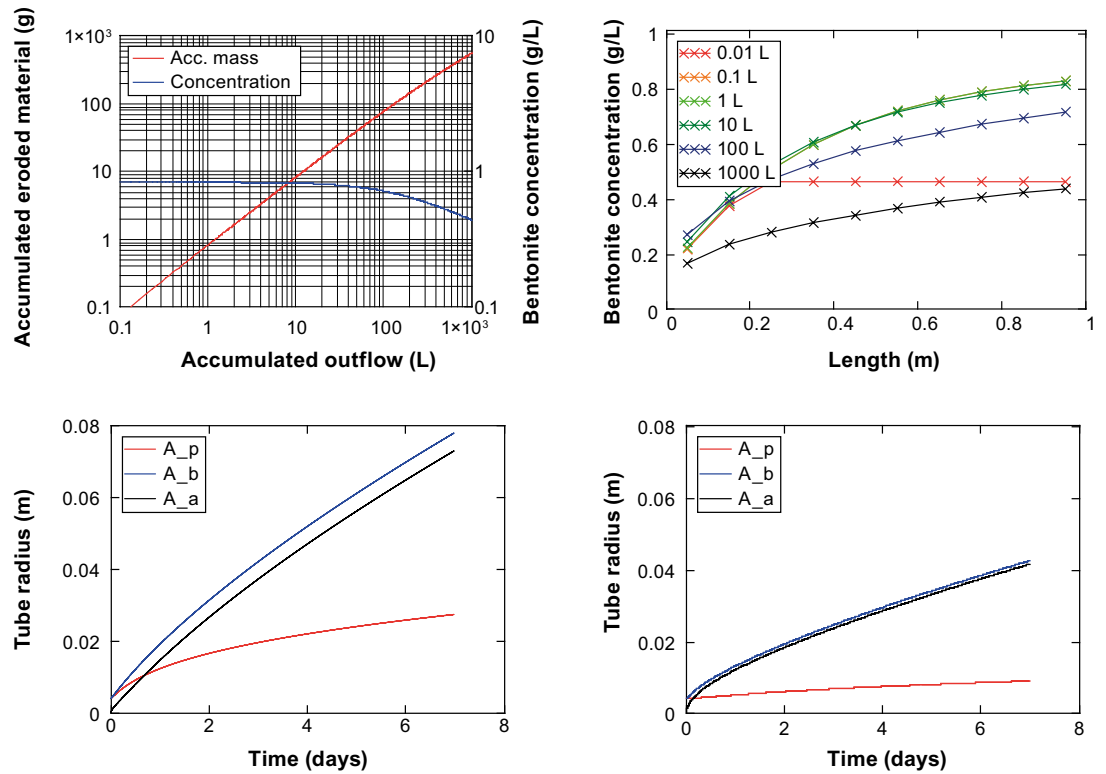 Accumulated eroded material (g)
1×10³
100
10
1
0.1
Acc. mass
Concentration
10
1
0.1
Bentonite concentration (g/L)
0.1
1
10
100
1×10³
Accumulated outflow (L)
Bentonite concentration (g/L)
1
0.8
0.6
0.4
0.2
0
0.01 L
0.1 L
1 L
10 L
100 L
1000 L
0
0.2
0.4
0.6
0.8
1
Length (m)
Tube radius (m)
0.08
0.06
0.04
0.02
0
A_p
A_b
A_a
0
2
4
6
8
Time (days)
Tube radius (m)
0.08
0.06
0.04
0.02
0
A_p
A_b
A_a
0
2
4
6
8
Time (days)